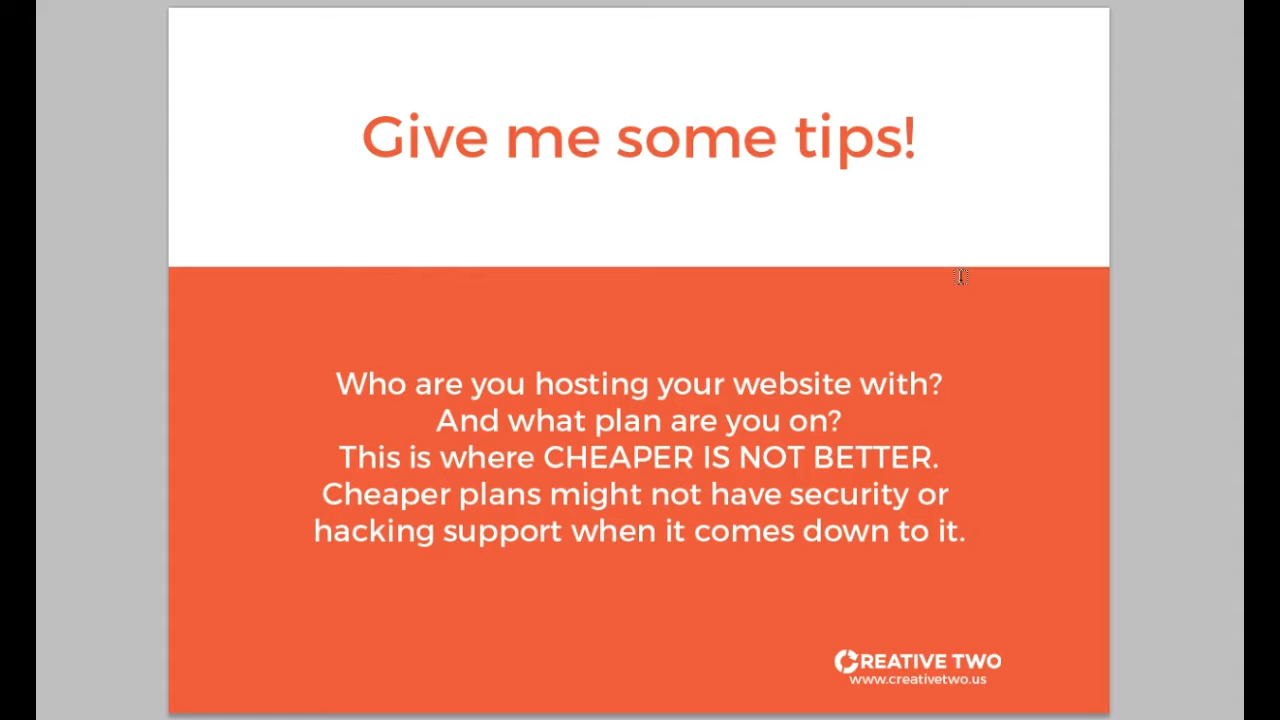 Give me some tips!
Who are you hosting your website with?
And what plan are you on?
This is where CHEAPER IS NOT BETTER.
Cheaper plans might not have security or
hacking support when it comes down to it.
CREATIVE TWO
www.creativetwo.us